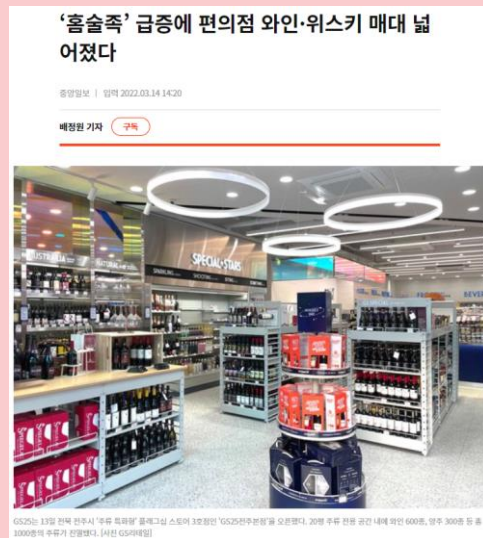 ‘홈술족’ 급증에 편의점 와인·위스키 매대 넓
어졌다
중앙일보 | 입력 2022.03.14 14:20
배정원 기자 구독
AUSTRALIA
SPECIAL★STARS
BEVER
GS25는 13일 전북 전주시 ‘주류 특화형’ 플래그십 스토어 3호점인 ‘GS25전주본점’을 오픈했다. 20평 주류 전용 공간 내에 와인 600종, 양주 300종 등 총
1000종의 주류가 진열됐다. [사진 GS리테일]